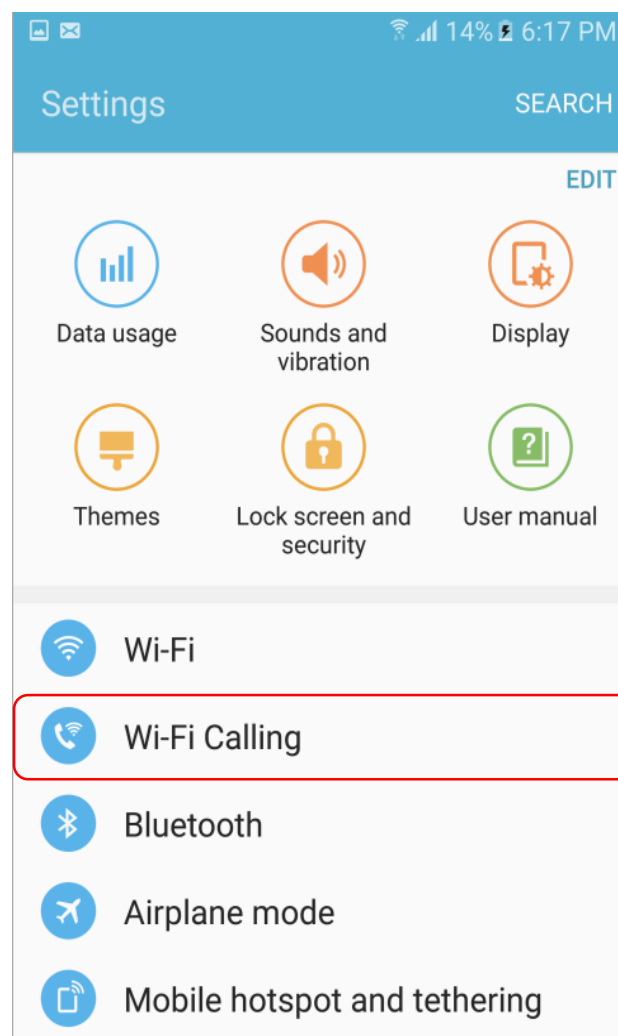 14% 6:17 PM
Settings SEARCH
EDIT
Data usage Sounds and vibration Display
Themes Lock screen and security User manual
Wi-Fi
Wi-Fi Calling
Bluetooth
Airplane mode
Mobile hotspot and tethering